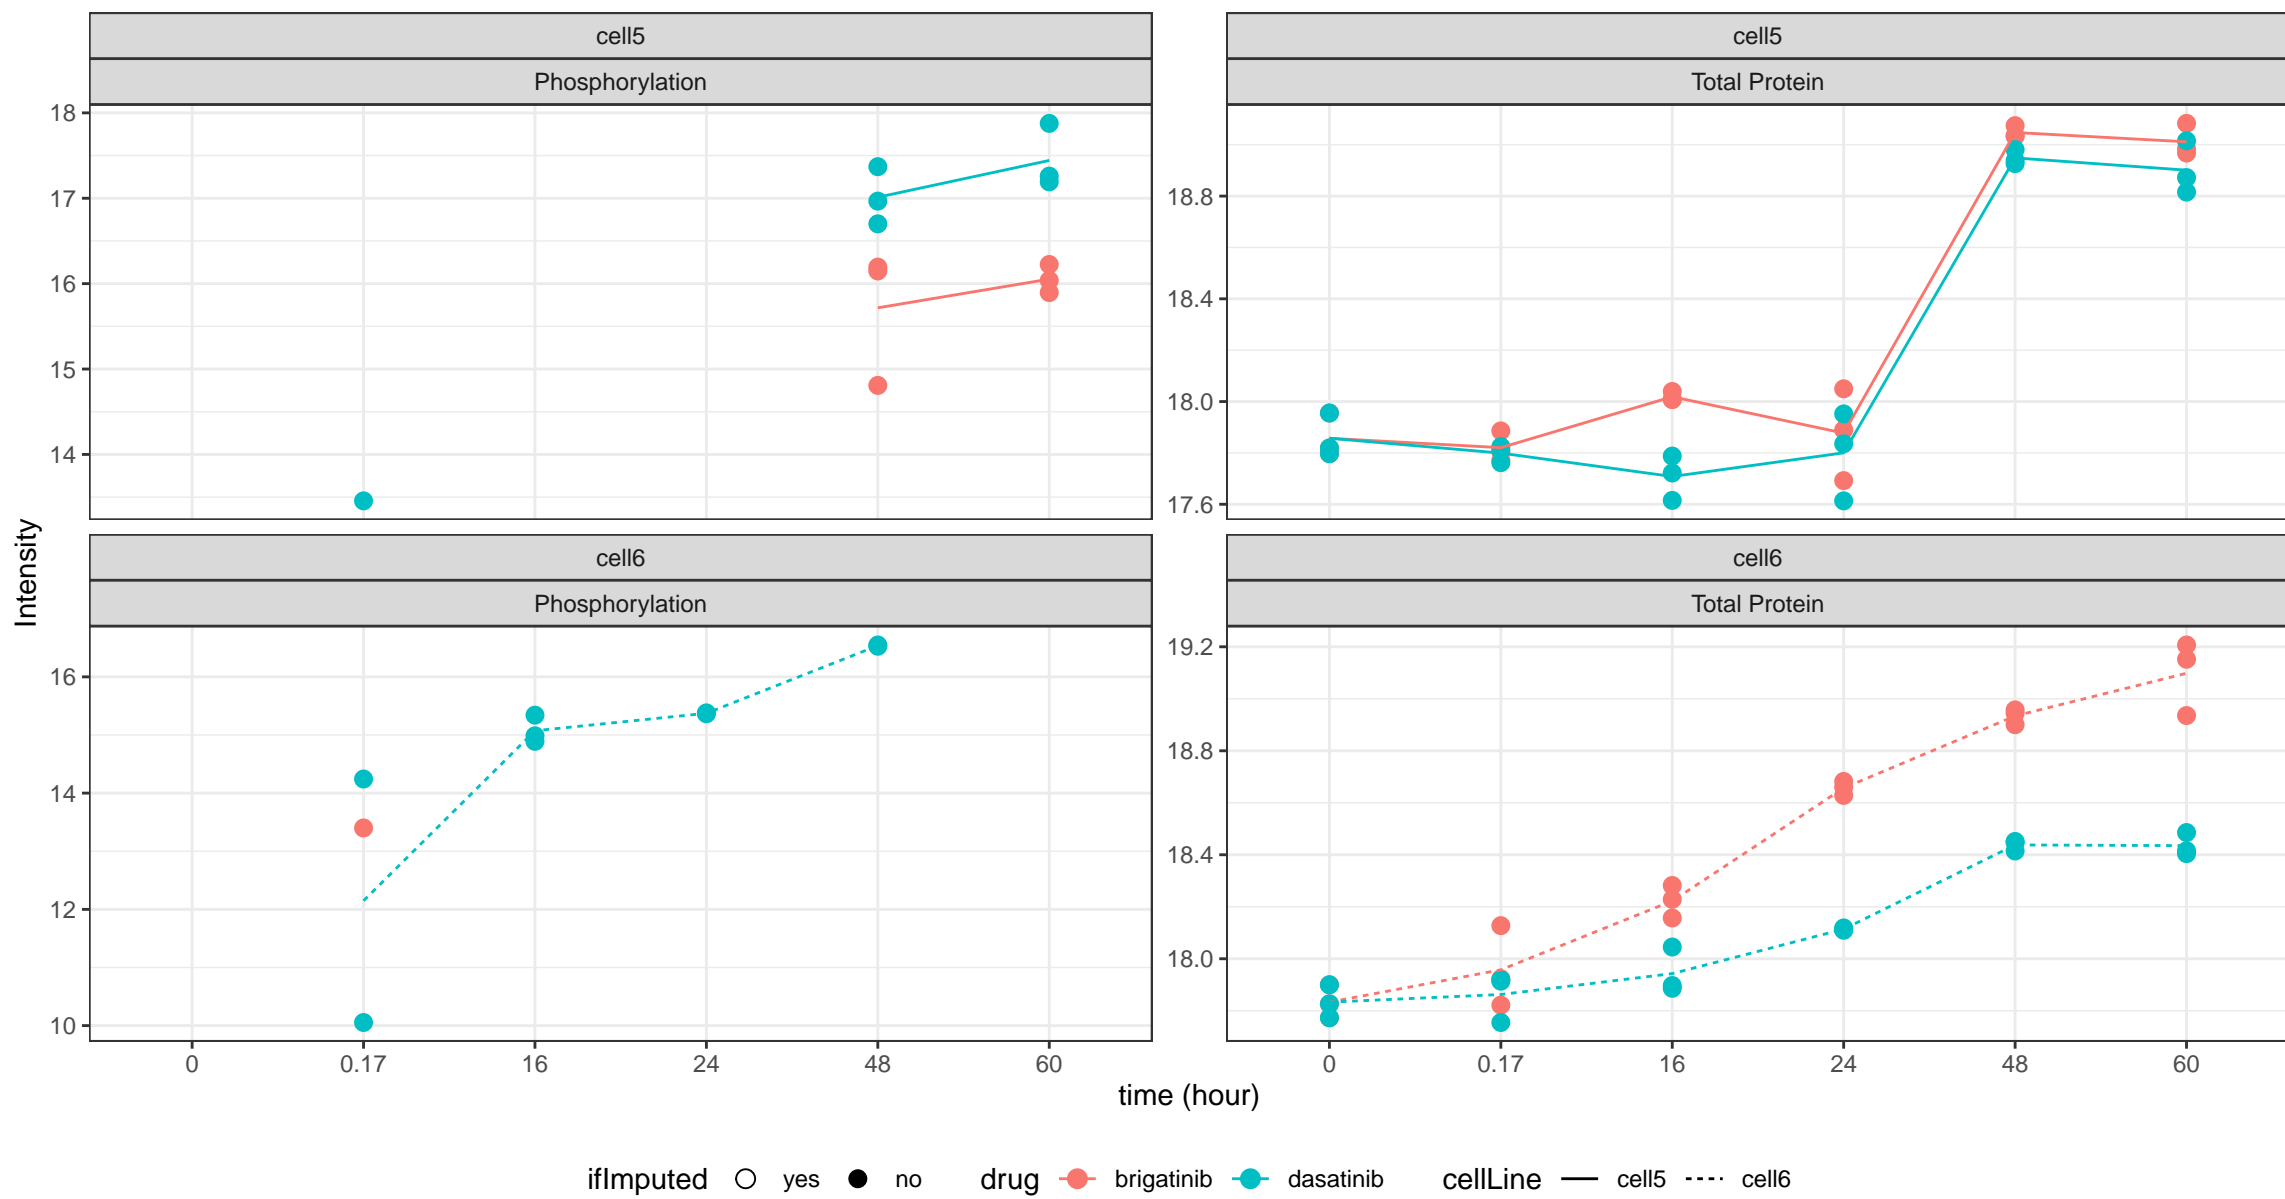 cell5
cell5
Phosphorylation
Total Protein
18
17
16
15
14
18.8
18.4
18.0
17.6
Intensity
cell6
cell6
Phosphorylation
Total Protein
16
14
12
10
19.2
18.8
18.4
18.0
0 0.17 16 24 48 60
0 0.17 16 24 48 60
time (hour)
ifImputed yes no drug brigatinib dasatinib cellLine cell5 cell6